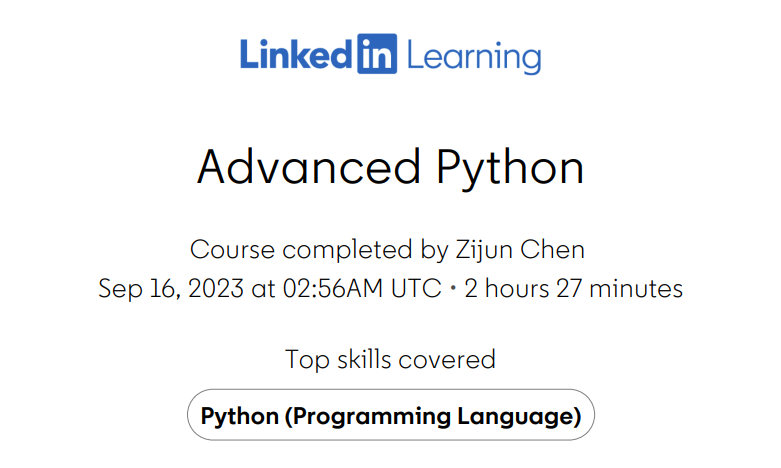 LinkedIn Learning
Advanced Python
Course completed by Zijun Chen
Sep 16, 2023 at 02:56AM UTC • 2 hours 27 minutes
Top skills covered
Python (Programming Language)